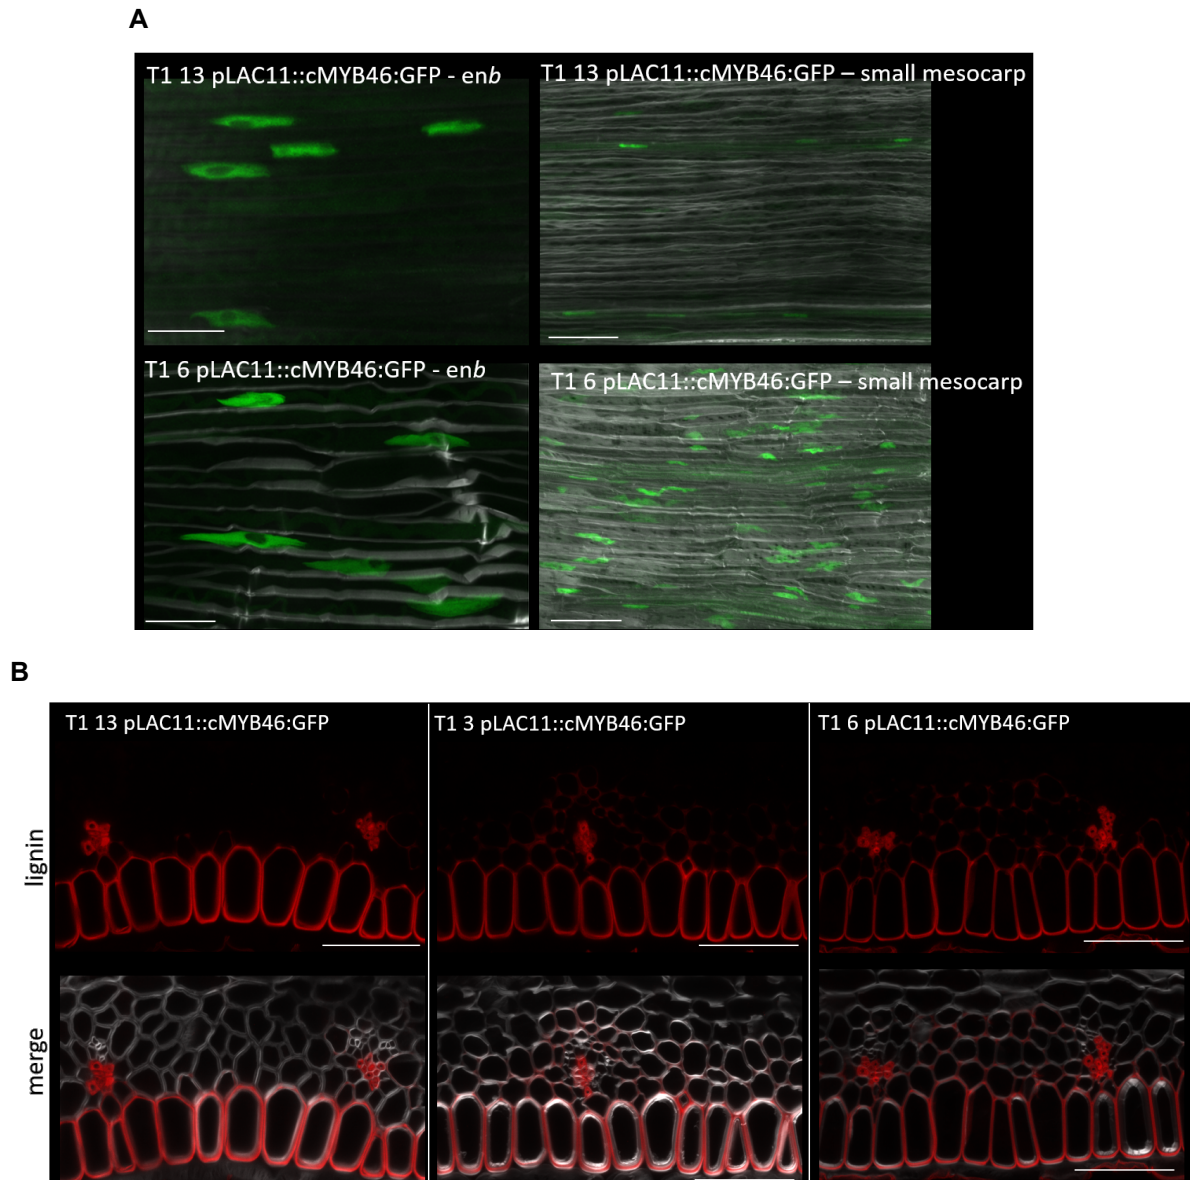 A
T1 13 pLAC11::cMYB46:GFP - enb
T1 13 pLAC11::cMYB46:GFP – small mesocarp
T1 6 pLAC11::cMYB46:GFP - enb
T1 6 pLAC11::cMYB46:GFP – small mesocarp
B
T1 13 pLAC11::cMYB46:GFP
T1 3 pLAC11::cMYB46:GFP
T1 6 pLAC11::cMYB46:GFP
lignin
merge